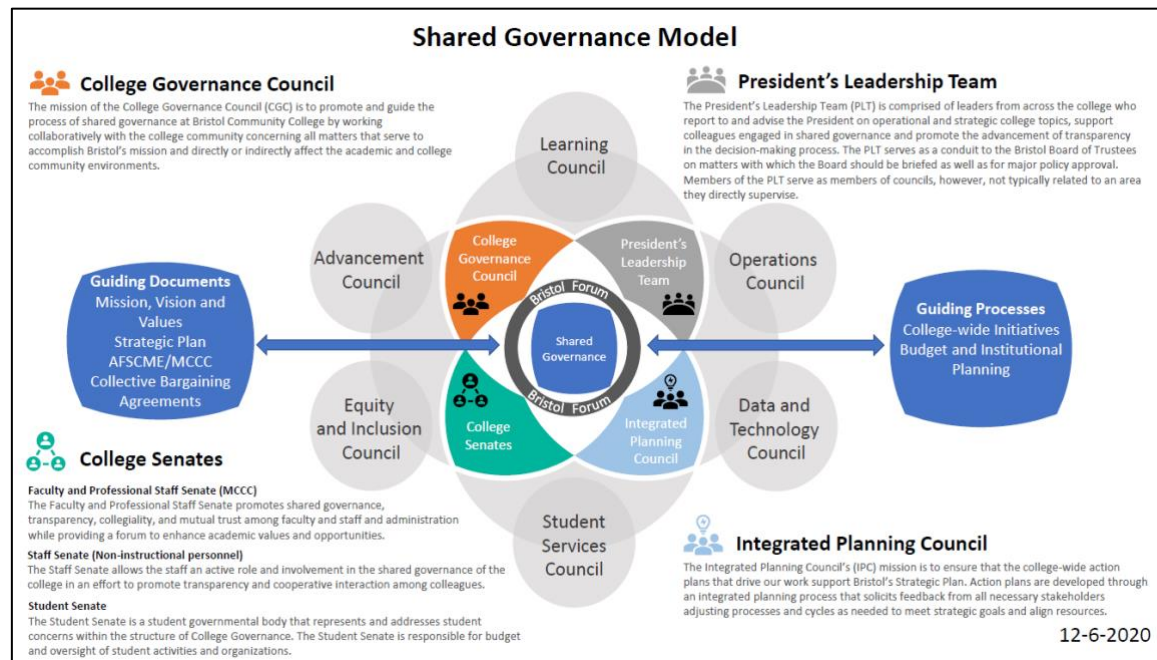 Shared Governance Model
College Governance Council
The mission of the College Governance Council (CGC) is to promote and guide the
process of shared governance at Bristol Community College by working
collaboratively with the college community concerning all matters that serve to
accomplish Bristol's mission and directly or indirectly affect the academic and college
community environments.
President's Leadership Team
The President's Leadership Team (PLT) is comprised of leaders from across the college who
report to and advise the President on operational and strategic college topics, support
colleagues engaged in shared governance and promote the advancement of transparency
in the decision-making process. The PLT serves as a conduit to the Bristol Board of Trustees
on matters with which the Board should be briefed as well as for major policy approval.
Members of the PLT serve as members of councils, however, not typically related to an area
they directly supervise.
Learning
Council
Advancement
Council
College
Governance
Council
President's
Leadership
Team
Operations
Council
Guiding Documents
Mission, Vision and
Values
Strategic Plan
AFSCME/MCCC
Collective Bargaining
Agreements
Bristol Forum
Shared
Governance
Bristol Forum
Guiding Processes
College-wide Initiatives
Budget and Institutional
Planning
Equity
and Inclusion
Council
College
Senates
Integrated
Planning
Council
Data and
Technology
Council
Student
Services
Council
College Senates
Faculty and Professional Staff Senate (MCCC)
The Faculty and Professional Staff Senate promotes shared governance,
transparency, collegiality, and mutual trust among faculty and staff and administration
while providing a forum to enhance academic values and opportunities.
Staff Senate (Non-instructional personnel)
The Staff Senate allows the staff an active role and involvement in the shared governance of the
college in an effort to promote transparency and cooperative interaction among colleagues.
Student Senate
The Student Senate is a student governmental body that represents and addresses student
concerns within the structure of College Governance. The Student Senate is responsible for budget
and oversight of student activities and organizations.
Integrated Planning Council
The Integrated Planning Council's (IPC) mission is to ensure that the college-wide action
plans that drive our work support Bristol's Strategic Plan. Action plans are developed through
an integrated planning process that solicits feedback from all necessary stakeholders
adjusting processes and cycles as needed to meet strategic goals and align resources.
12-6-2020